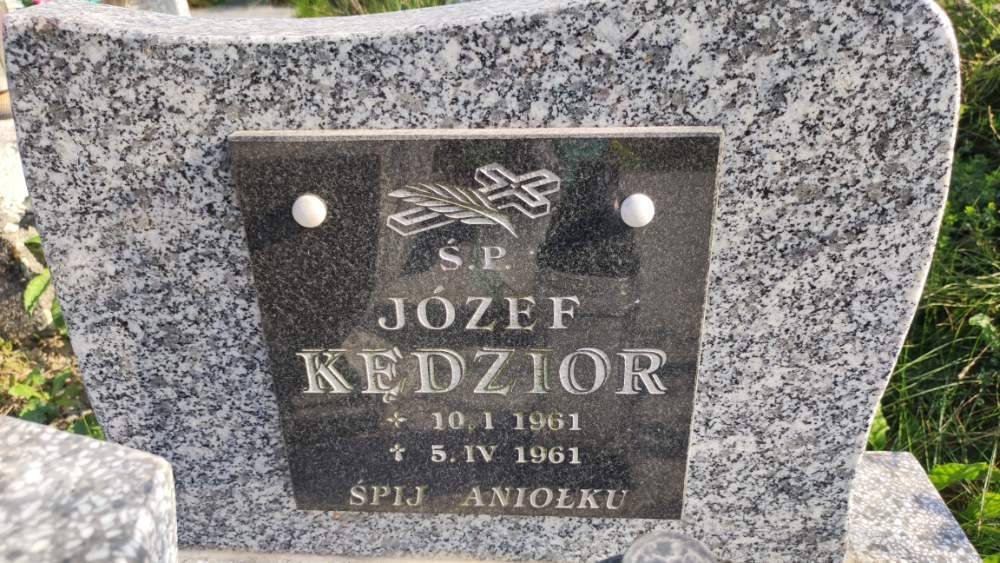 Ś.P.
JÓZEF
KĘDZIOR
✶ 10.I 1961
✝ 5.IV 1961
ŚPIJ ANIOŁKU